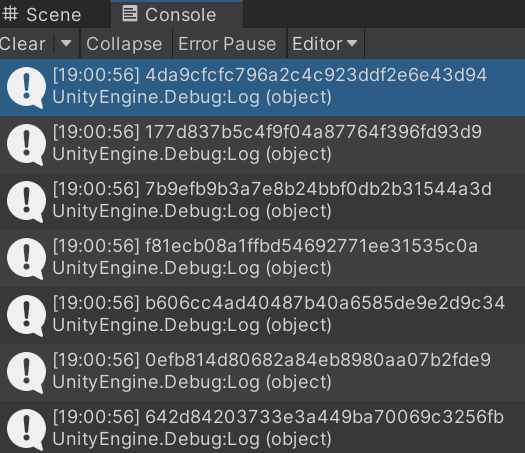 Scene
Console
Clear
Collapse
Error Pause
Editor
[19:00:56] 4da9cfcfc796a2c4c923ddf2e6e43d94
UnityEngine.Debug:Log (object)
[19:00:56] 177d837b5c4f9f04a87764f396fd93d9
UnityEngine.Debug:Log (object)
[19:00:56] 7b9efb9b3a7e8b24bbf0db2b31544a3d
UnityEngine.Debug:Log (object)
[19:00:56] f81ecb08a1ffbd54692771ee31535c0a
UnityEngine.Debug:Log (object)
[19:00:56] b606cc4ad40487b40a6585de9e2d9c34
UnityEngine.Debug:Log (object)
[19:00:56] 0efb814d80682a84eb8980aa07b2fde9
UnityEngine.Debug:Log (object)
[19:00:56] 642d84203733e3a449ba70069c3256fb
UnityEngine.Debug:Log (object)